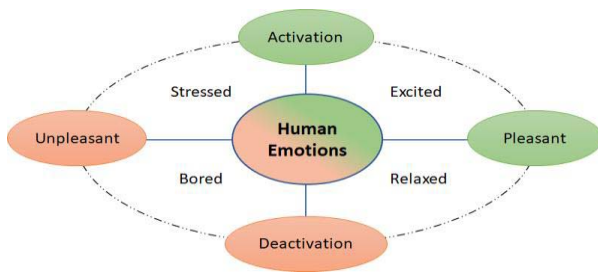 Activation
Stressed
Excited
Unpleasant
Human
Emotions
Pleasant
Bored
Relaxed
Deactivation